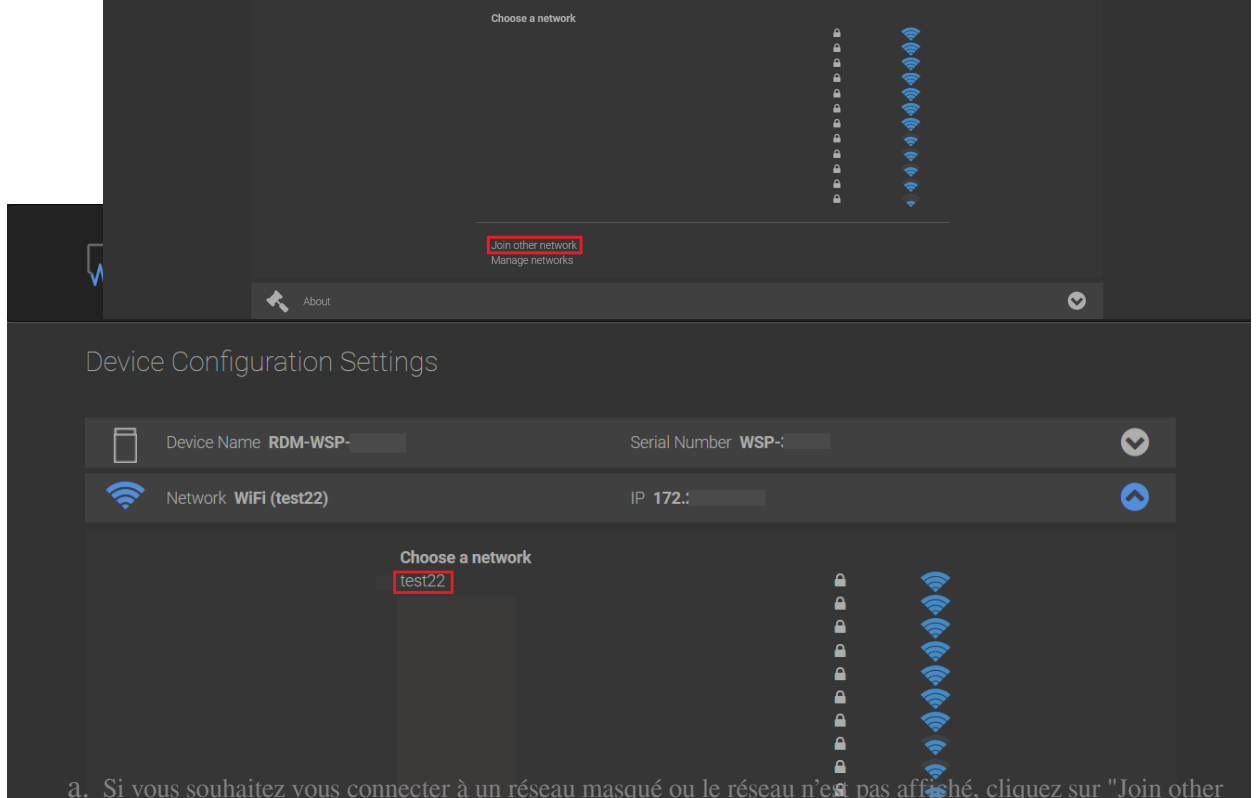 Choose a network
Join other network
Manage networks
About
Device Configuration Settings
Device Name RDM-WSP-
Serial Number WSP-
Network WiFi (test22)
IP 172.
Choose a network
test22
a. Si vous souhaitez vous connecter à un réseau masqué ou le réseau n'est pas affiché, cliquez sur "Join other